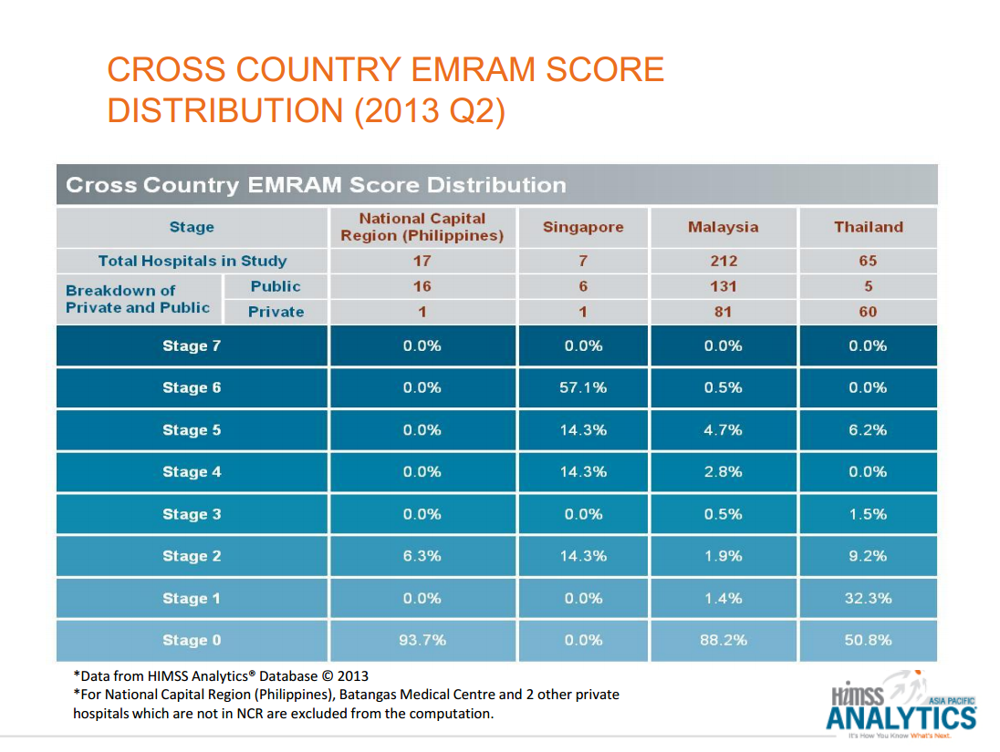 CROSS COUNTRY EMRAM SCORE
DISTRIBUTION (2013 Q2)
Cross Country EMRAM Score Distribution
Stage National Capital Region (Philippines) Singapore Malaysia Thailand
Total Hospitals in Study 17 7 212 65
Breakdown of Private and Public Public 16 6 131 5
Private 1 1 81 60
Stage 7 0.0% 0.0% 0.0% 0.0%
Stage 6 0.0% 57.1% 0.5% 0.0%
Stage 5 0.0% 14.3% 4.7% 6.2%
Stage 4 0.0% 14.3% 2.8% 0.0%
Stage 3 0.0% 0.0% 0.5% 1.5%
Stage 2 6.3% 14.3% 1.9% 9.2%
Stage 1 0.0% 0.0% 1.4% 32.3%
Stage 0 93.7% 0.0% 88.2% 50.8%
*Data from HIMSS Analytics® Database © 2013
*For National Capital Region (Philippines), Batangas Medical Centre and 2 other private
hospitals which are not in NCR are excluded from the computation.
HiMSS
ASIA PACIFIC
ANALYTICS
It's How You Know What's Next.